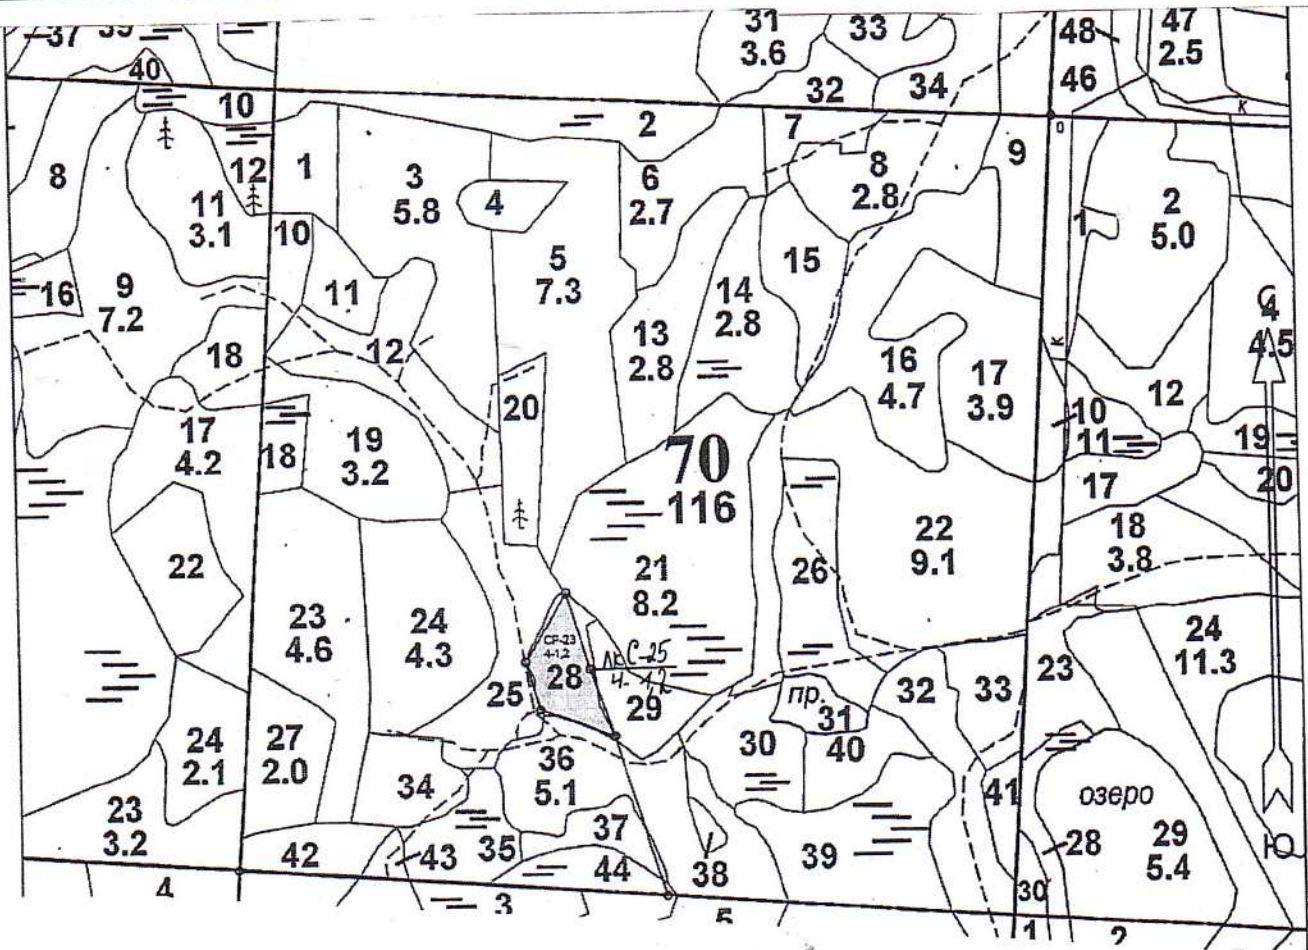 37 39 31 33 48 47
3.6 2.5
40 32 34 46
10 2 7 К
О
8 12 1 3 6 8 9
11 5.8 4 2.7 2.8 2
3.1 10 1 5.0
5 15
16 9 11 7.3 14 С
7.2 13 2.8 4
18 12 2.8 16 17 К 4.5
20 4.7 3.9 10 12
17 19 70 11 19
4.2 18 3.2 116 17 20
22 18
22 21 9.1 3.8
23 24 8.2 26
4.6 4.3 СР-23 24
4-1,2 С-25 11.3
25 28 4-1,2 32 33 23
29 пр.
24 27 36 30 31
2.1 2.0 34 5.1 40 41 озеро
23 37 28 29 Ю
3.2 42 43 35 44 38 39 5.4
30
4 3 5 1 2